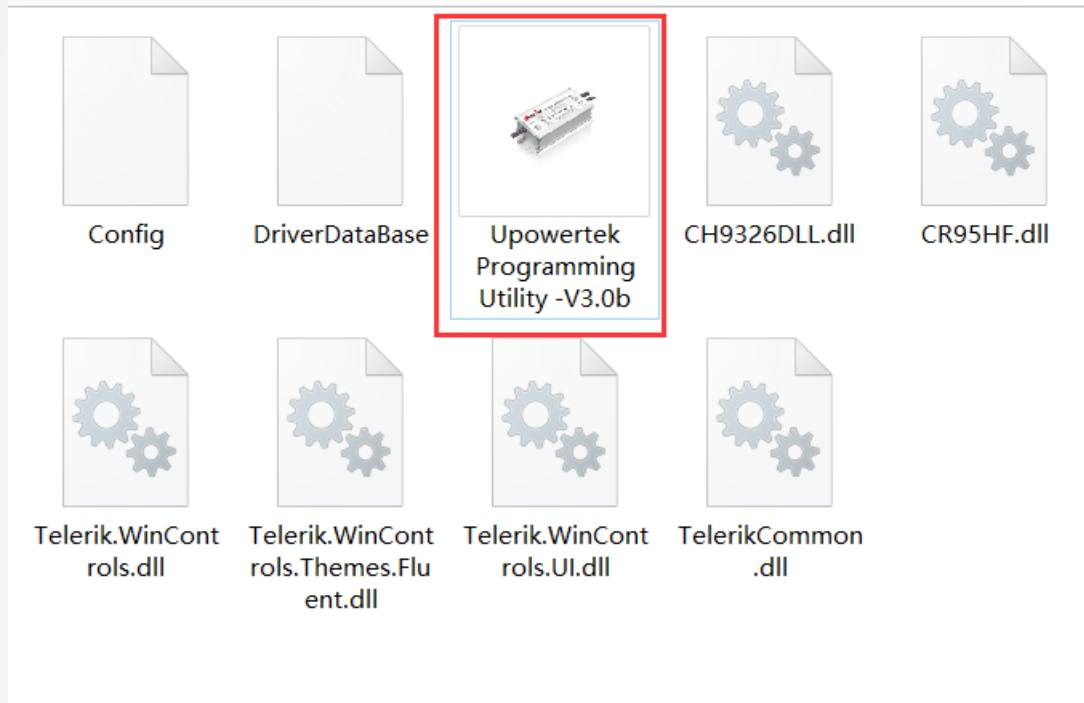 Config
DriverDataBase
Upowertek
Programming
Utility -V3.0b
CH9326DLL.dll
CR95HF.dll
Telerik.WinCont
rols.dll
Telerik.WinCont
rols.Themes.Flu
ent.dll
Telerik.WinCont
rols.UI.dll
TelerikCommon
.dll